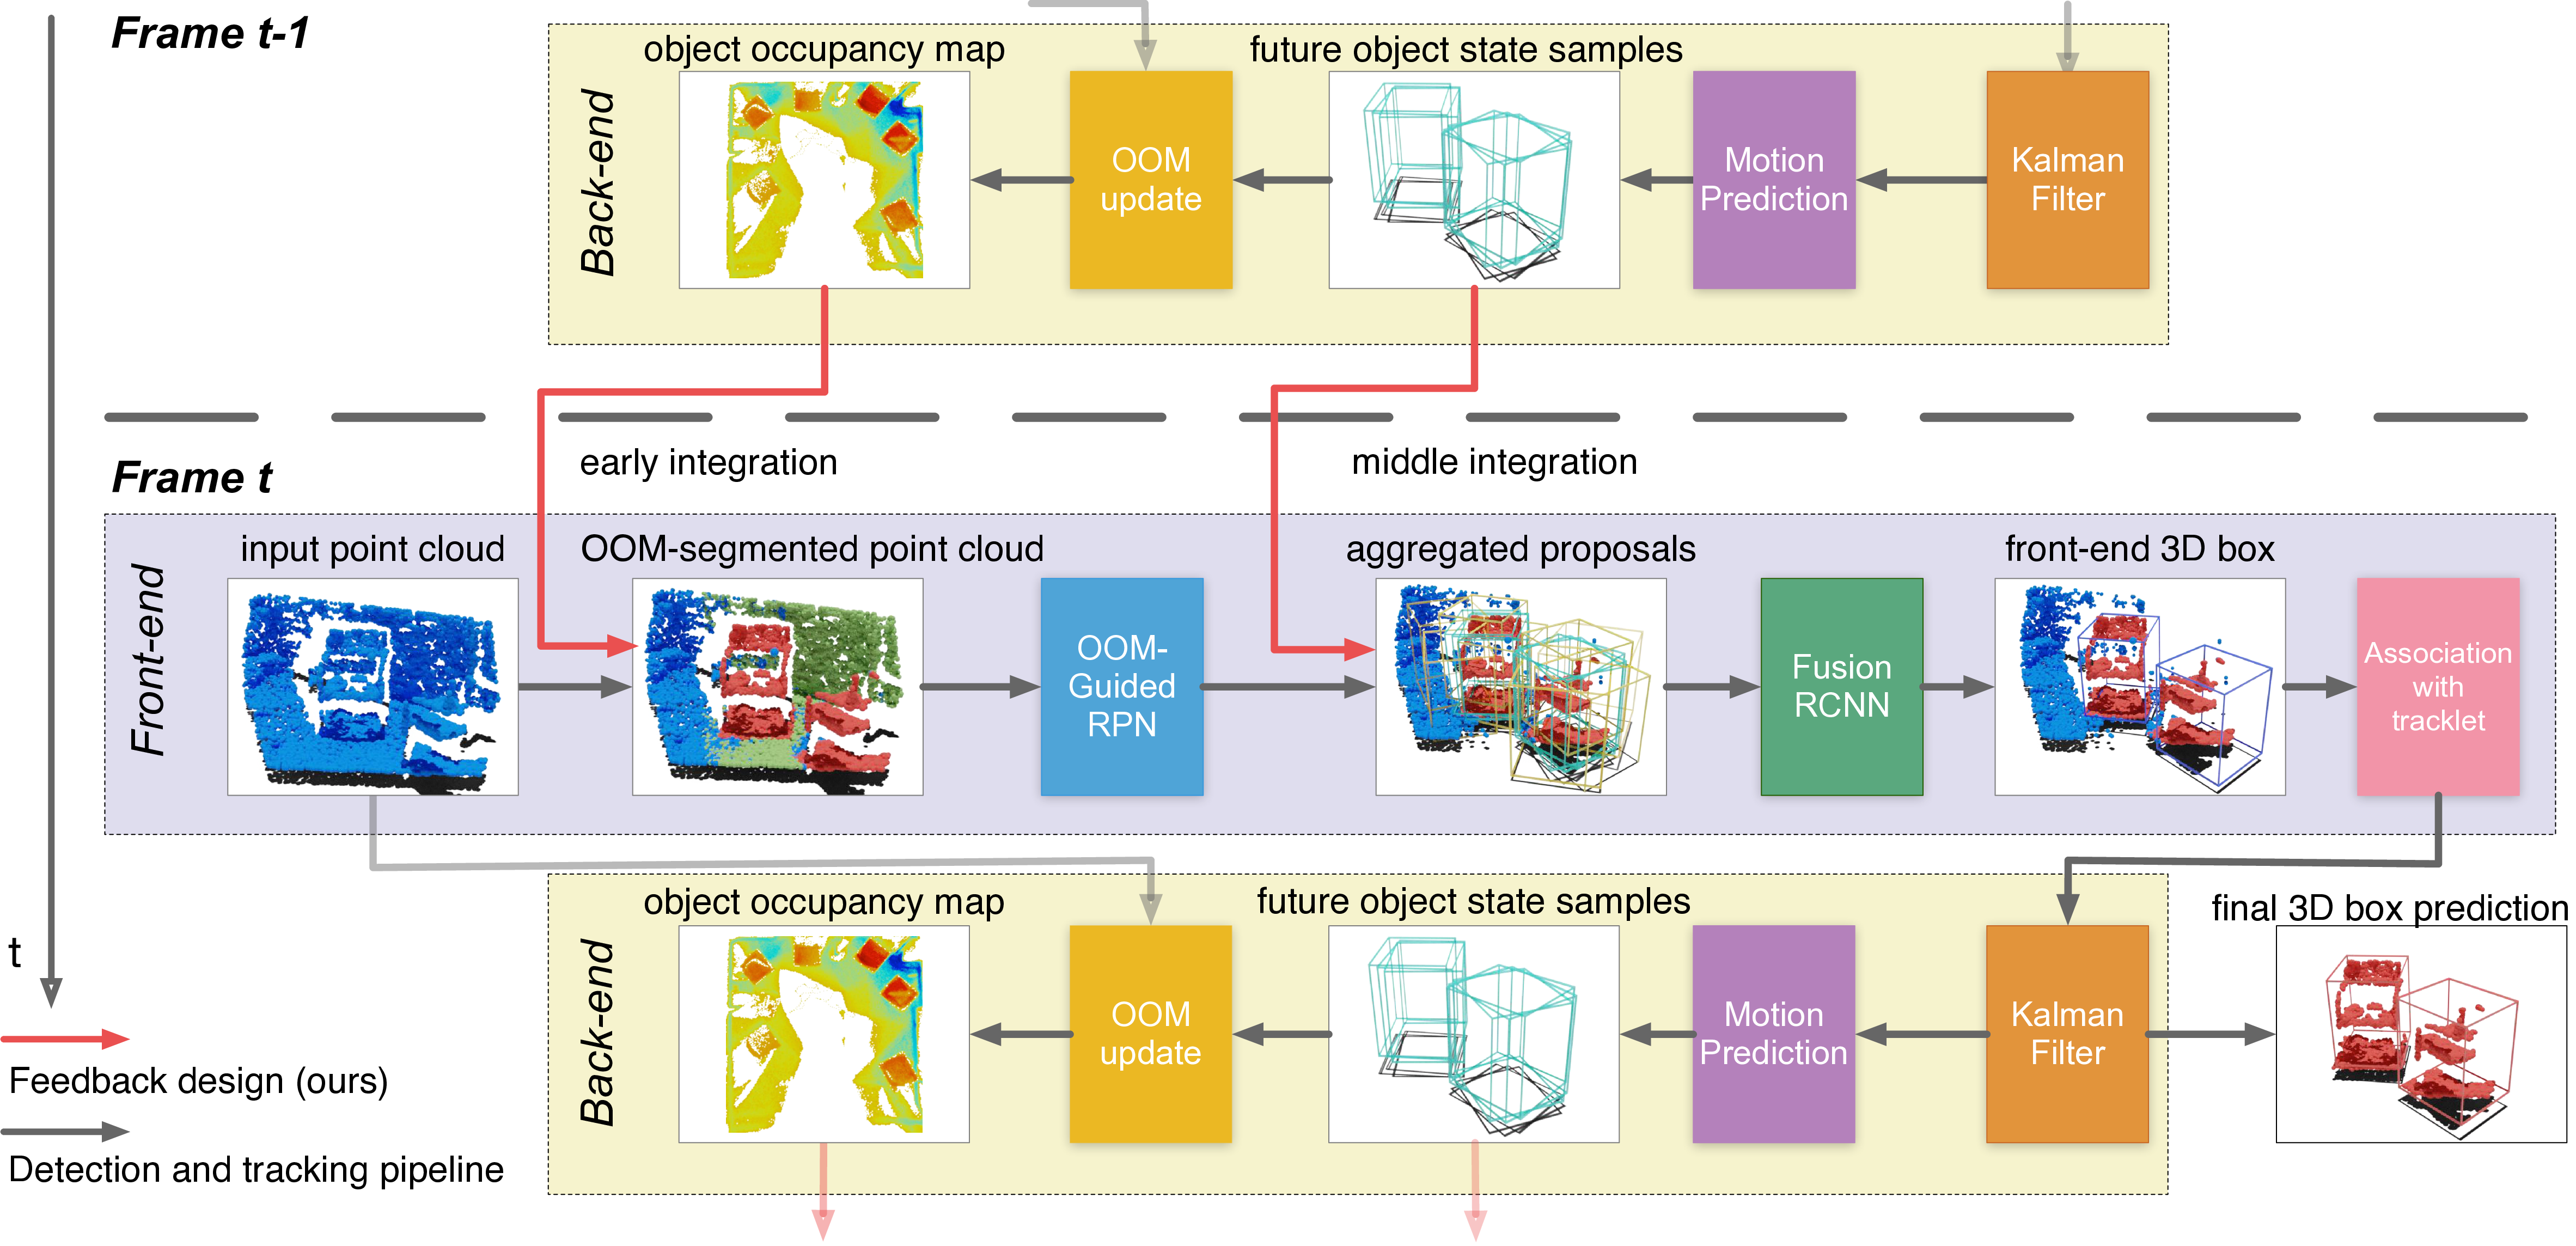 Frame t-1
Back-end
object occupancy map
OOM
update
future object state samples
Motion
Prediction
Kalman
Filter
early integration
middle integration
Frame t
Front-end
input point cloud
OOM-segmented point cloud
OOM-
Guided
RPN
aggregated proposals
Fusion
RCNN
front-end 3D box
Association
with
tracklet
Back-end
object occupancy map
OOM
update
future object state samples
Motion
Prediction
Kalman
Filter
final 3D box prediction
t
Feedback design (ours)
Detection and tracking pipeline